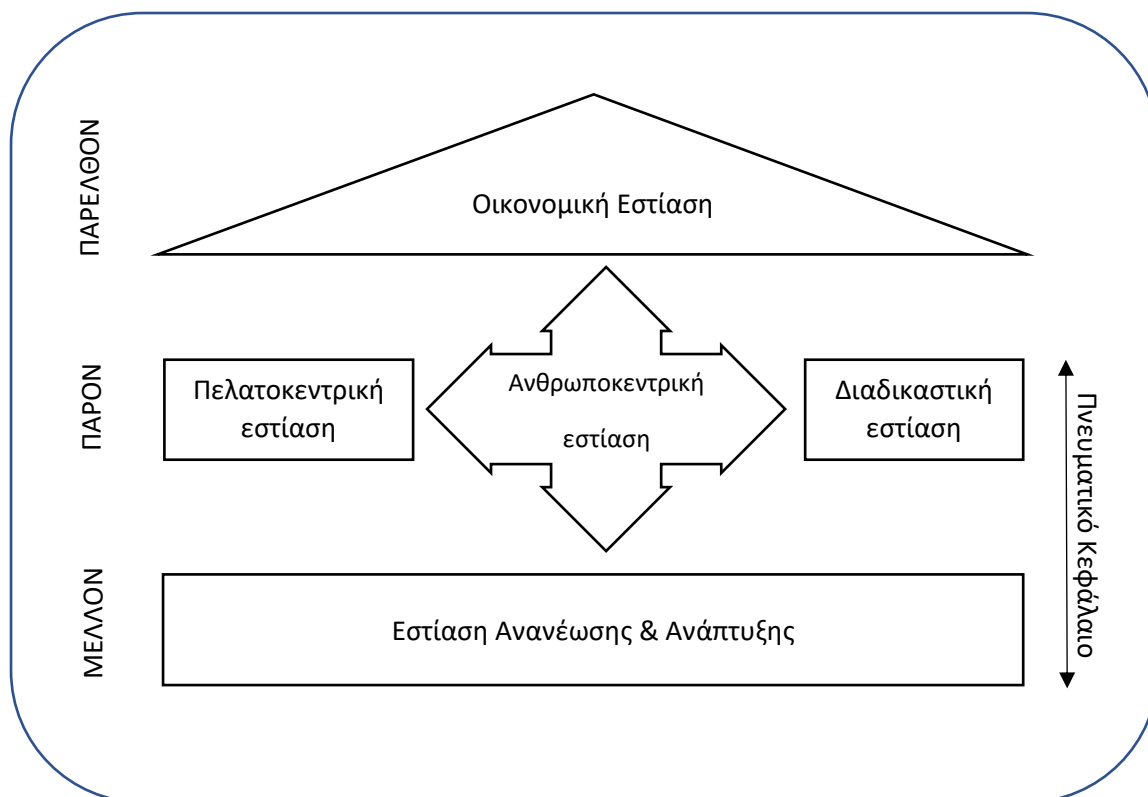 ΠΑΡΕΛΘΟΝ
Οικονομική Εστίαση
ΠΑΡΟΝ
Πελατοκεντρική
εστίαση
Ανθρωποκεντρική
εστίαση
Διαδικαστική
εστίαση
ΜΕΛΛΟΝ
Εστίαση Ανανέωσης & Ανάπτυξης
Πνευματικό Κεφάλαιο